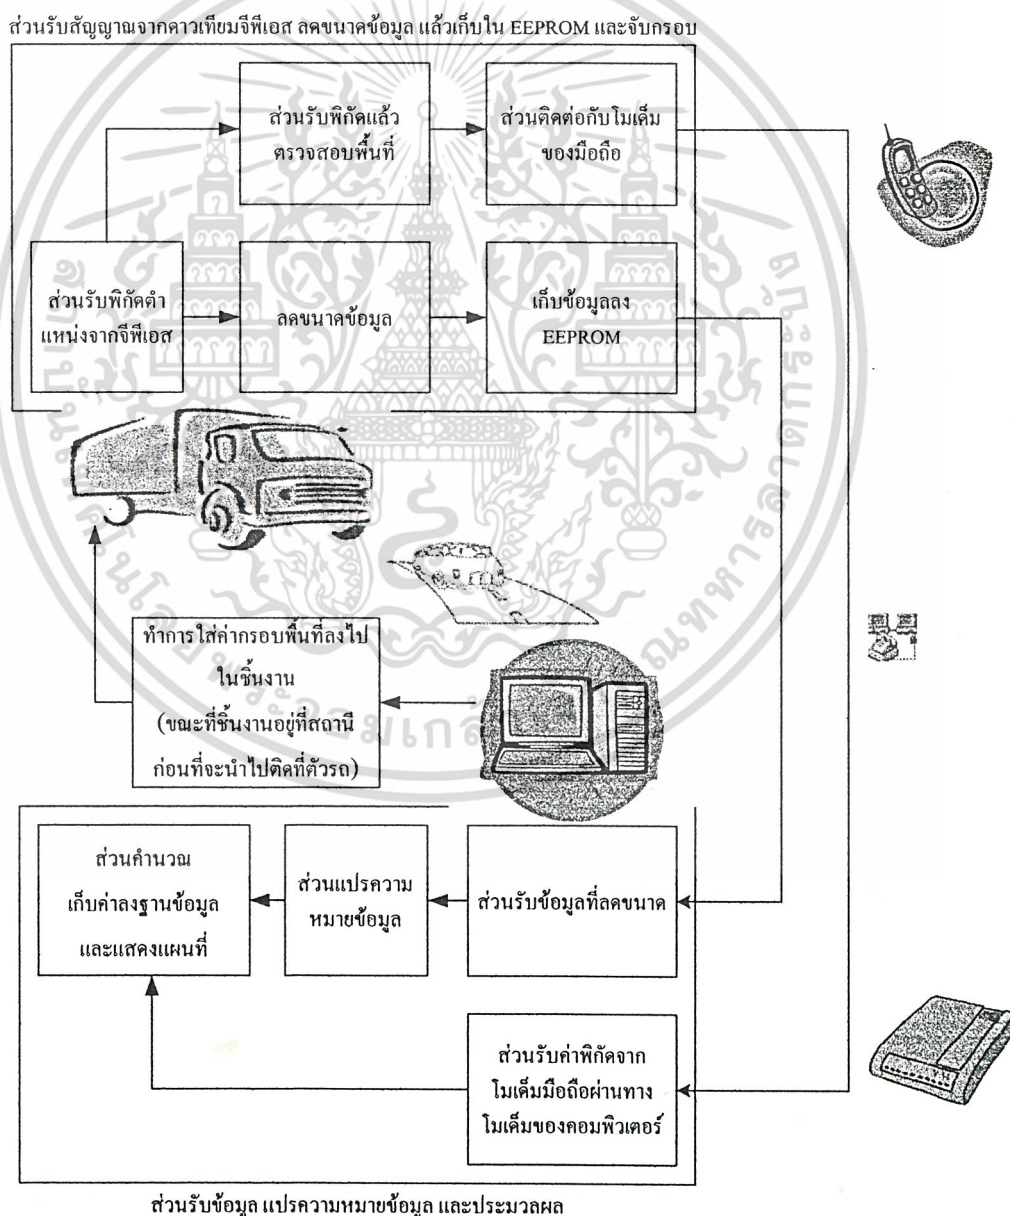 ส่วนรับสัญญาณจากดาวเทียมจีพีเอส ลดขนาดข้อมูล แล้วเก็บใน EEPROM และจับกรอบ
ส่วนรับพิกัดแล้ว
ตรวจสอบพื้นที่
ส่วนติดต่อกับโมเด็ม
ของมือถือ
ส่วนรับพิกัดตำ
แหน่งจากจีพีเอส
ลดขนาดข้อมูล
เก็บข้อมูลลง
EEPROM
ทำการใส่ค่ากรอบพื้นที่ลงไป
ในชิ้นงาน
(ขณะที่ชิ้นงานอยู่ที่สถานี
ก่อนที่จะนำไปติดที่ตัวรถ)
ส่วนคำนวณ
เก็บค่าลงฐานข้อมูล
และแสดงแผนที่
ส่วนแปรความ
หมายข้อมูล
ส่วนรับข้อมูลที่ลดขนาด
ส่วนรับค่าพิกัดจาก
โมเด็มมือถือผ่านทาง
โมเด็มของคอมพิวเตอร์
ส่วนรับข้อมูล แปรความหมายข้อมูล และประมวลผล